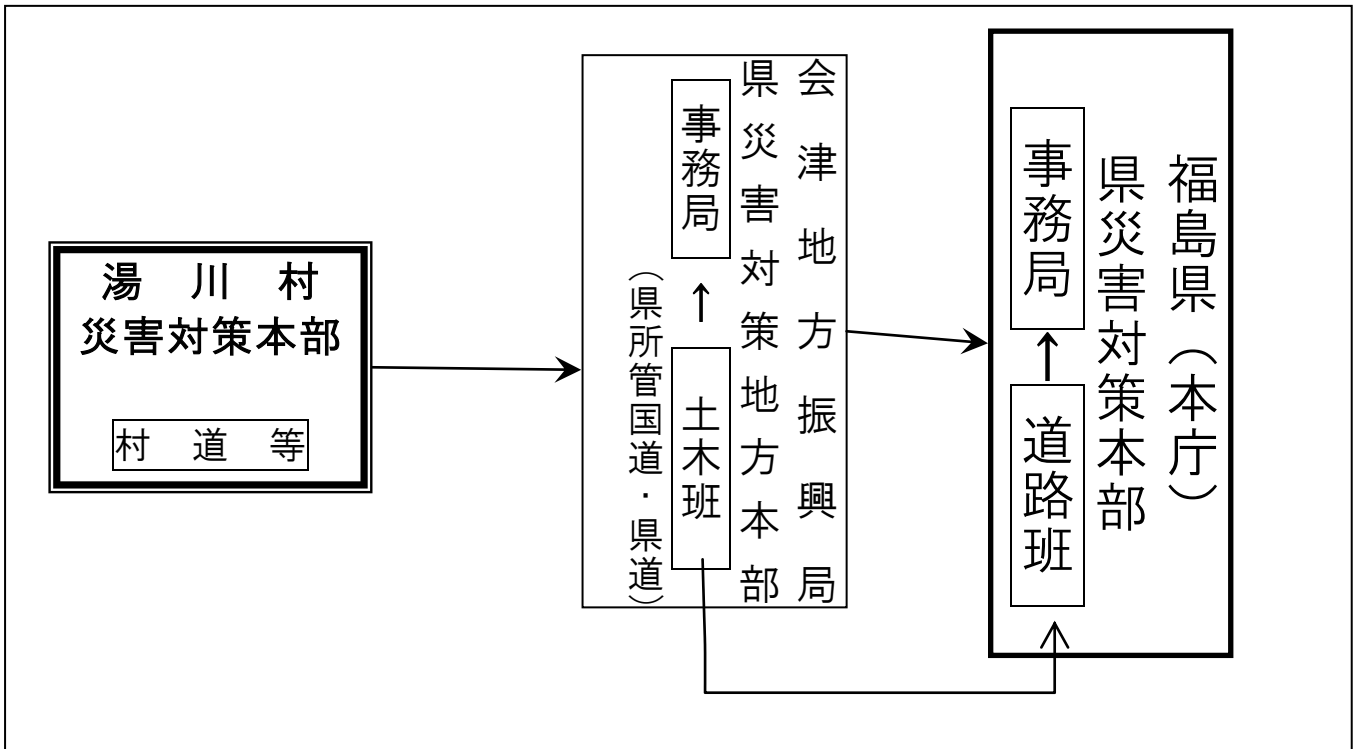 湯 川 村
災害対策本部
村 道 等
会津地方振興局
県災害対策地方本部
事務局
↑
土木班
（県所管国道・県道）
福島県（本庁）
県災害対策本部
事務局
↑
道路班